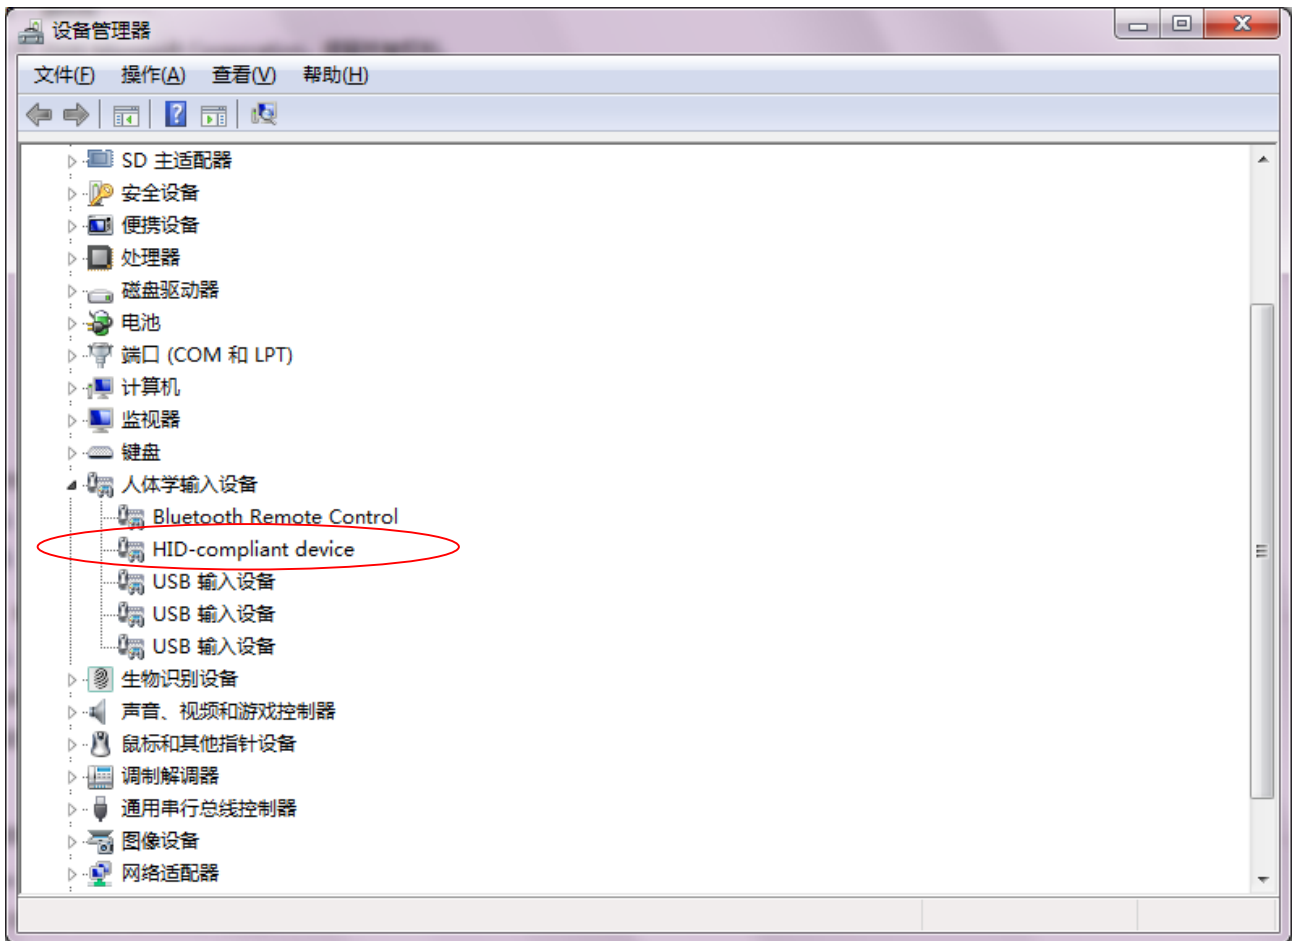 设备管理器
文件(F) 操作(A) 查看(V) 帮助(H)
SD 主适配器
安全设备
便携设备
处理器
磁盘驱动器
电池
端口 (COM 和 LPT)
计算机
监视器
键盘
人体学输入设备
Bluetooth Remote Control
HID-compliant device
USB 输入设备
USB 输入设备
USB 输入设备
生物识别设备
声音、视频和游戏控制器
鼠标和其他指针设备
调制解调器
通用串行总线控制器
图像设备
网络适配器